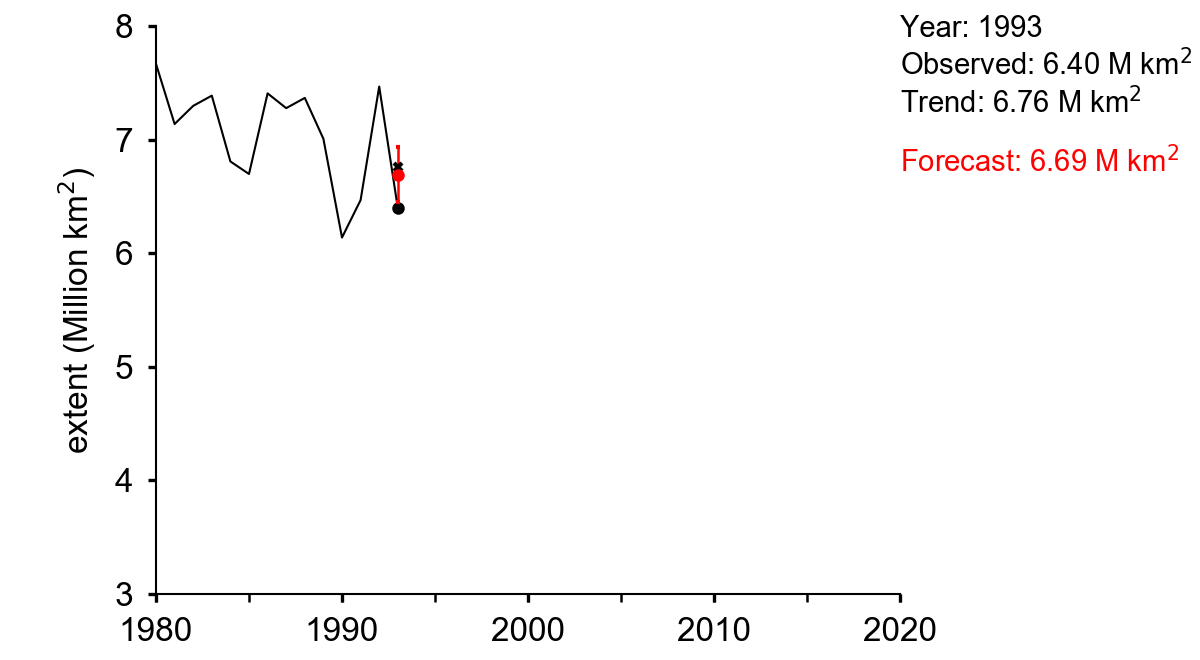 Year: 1993
Observed: 6.40 M km²
Trend: 6.76 M km²
Forecast: 6.69 M km²
extent (Million km²)
8
7
6
5
4
3
1980
1990
2000
2010
2020